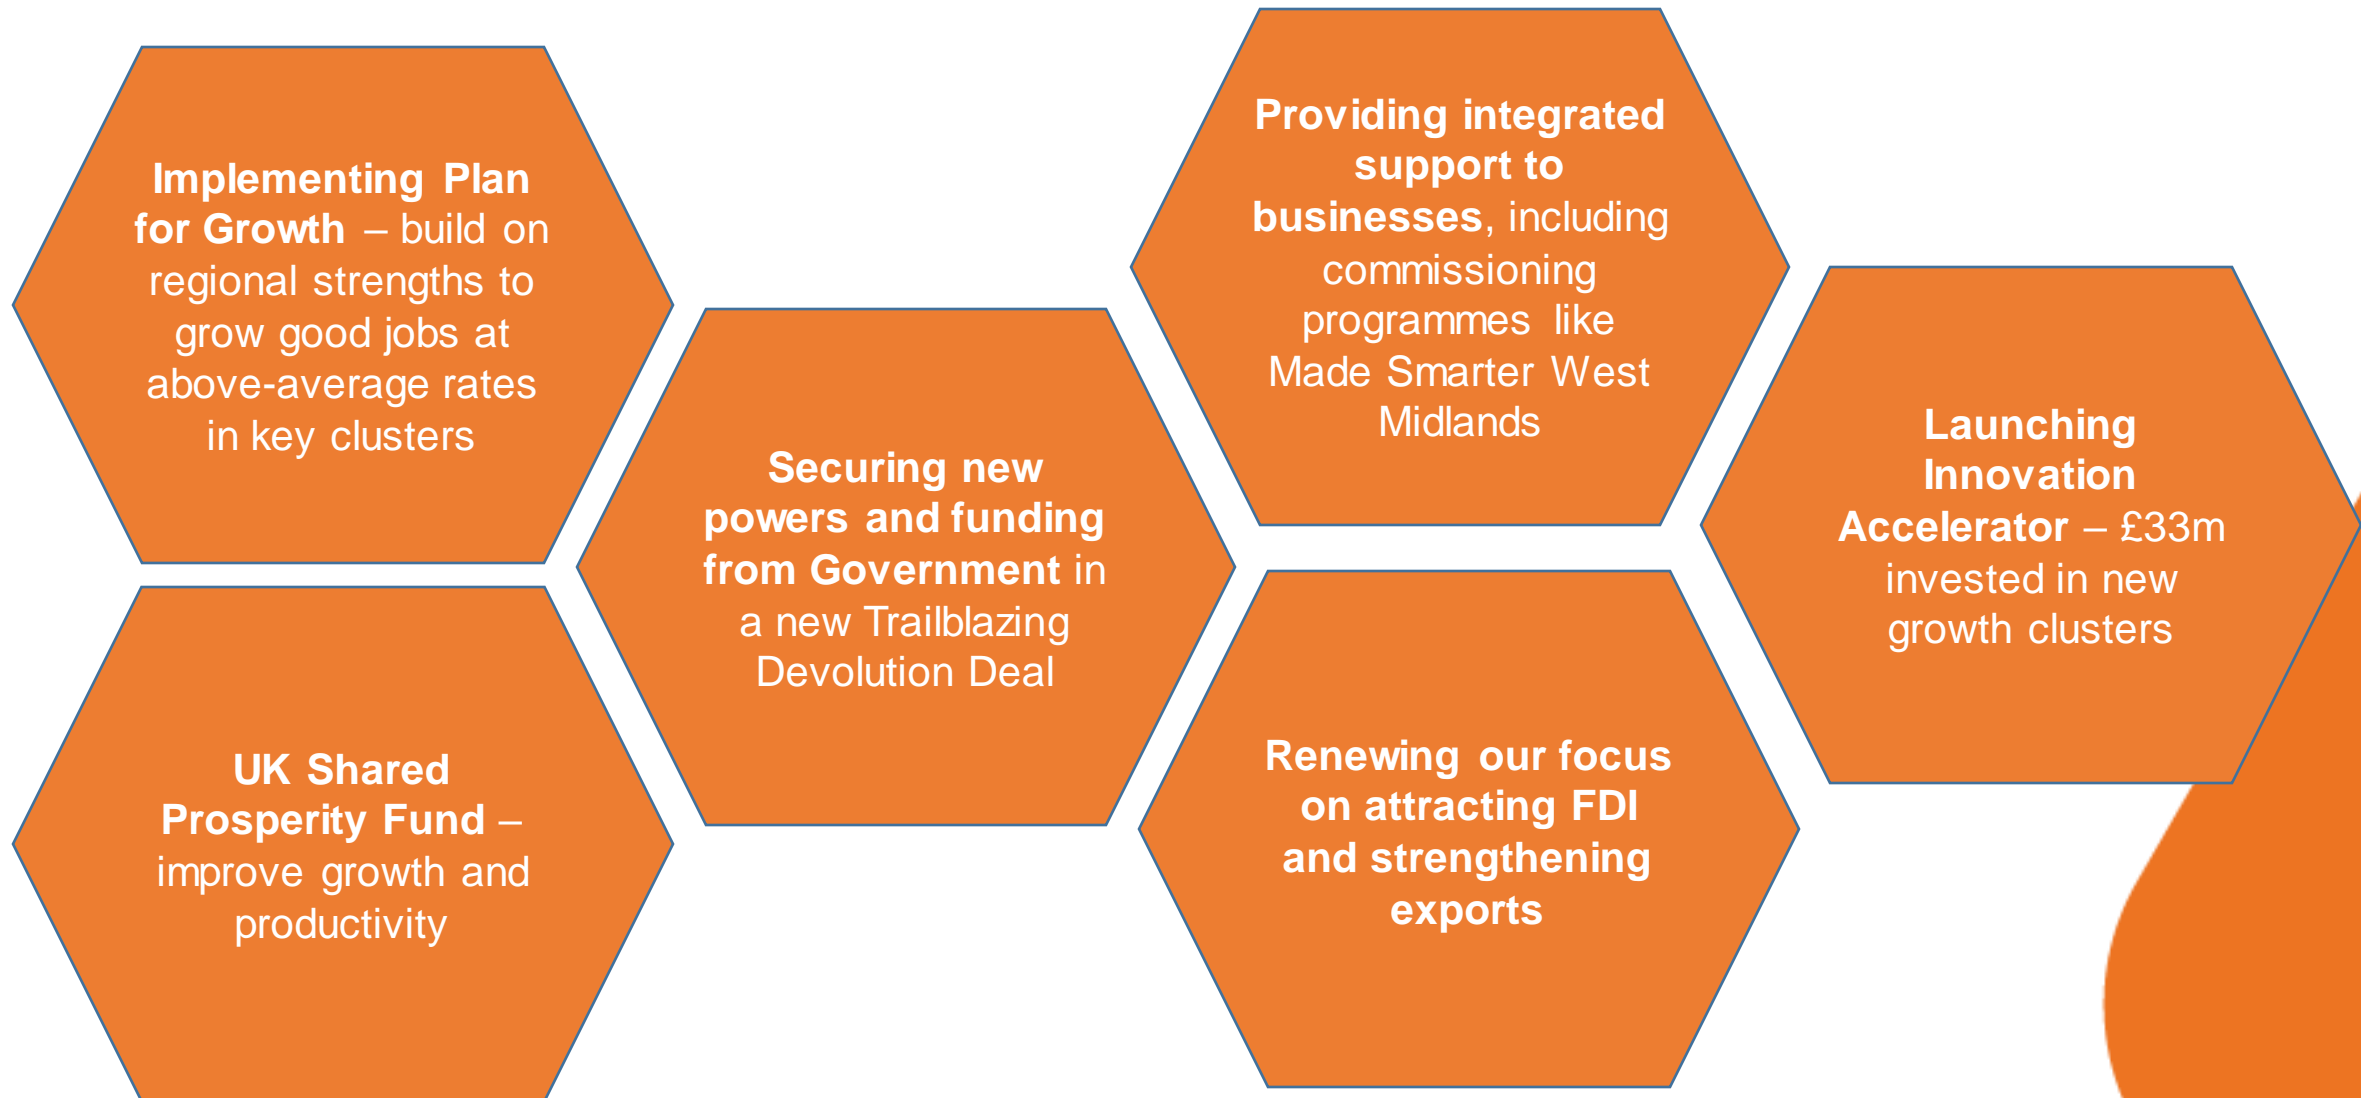 Implementing Plan
for Growth – build on
regional strengths to
grow good jobs at
above-average rates
in key clusters
UK Shared
Prosperity Fund –
improve growth and
productivity
Securing new
powers and funding
from Government in
a new Trailblazing
Devolution Deal
Providing integrated
support to
businesses, including
commissioning
programmes like
Made Smarter West
Midlands
Renewing our focus
on attracting FDI
and strengthening
exports
Launching
Innovation
Accelerator – £33m
invested in new
growth clusters